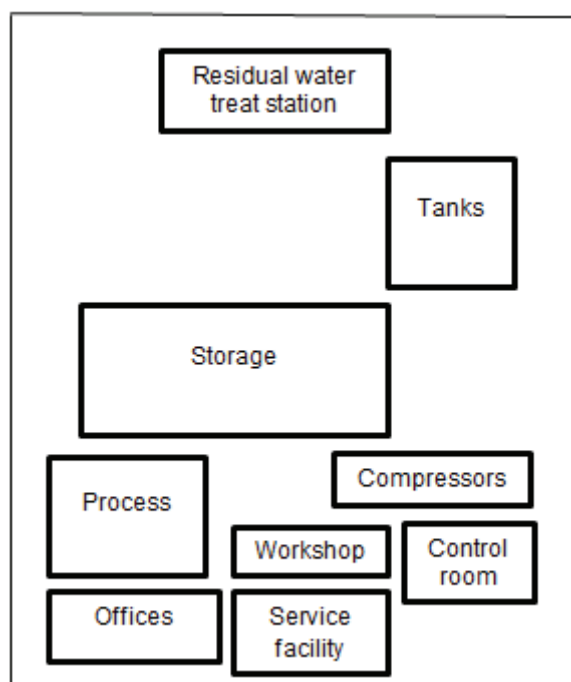 Residual water
treat station
Tanks
Storage
Process
Compressors
Workshop
Control
room
Offices
Service
facility